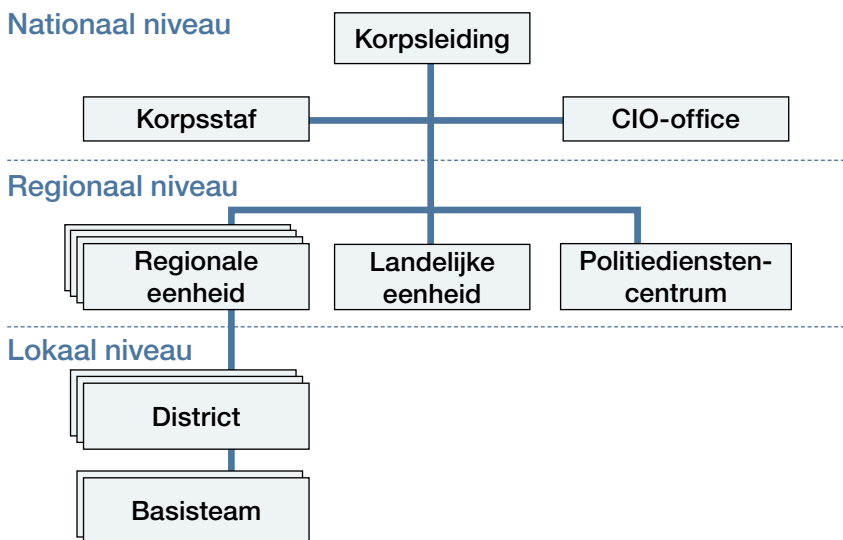 Nationaal niveau
Korpsleiding
Korpsstaf
CIO-office
Regionaal niveau
Regionale
eenheid
Landelijke
eenheid
Politiediensten-
centrum
Lokaal niveau
District
Basisteam